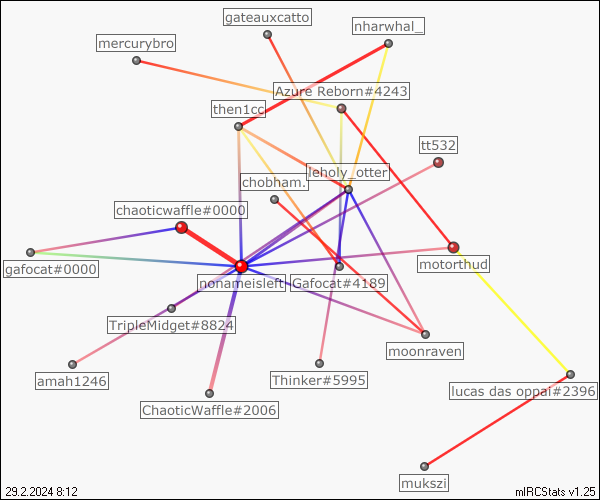 gateauxcatto
nharwhal_
mercurybro
Azure Reborn#4243
then1cc
tt532
leholy_otter
chobham.
chaoticwaffle#0000
motorthud
gafocat#0000
nonameisleft
Gafocat#4189
TripleMidget#8824
moonraven
amah1246
Thinker#5995
lucas das oppai#2396
ChaoticWaffle#2006
mukszi
29.2.2024 8:12
mIRCStats v1.25